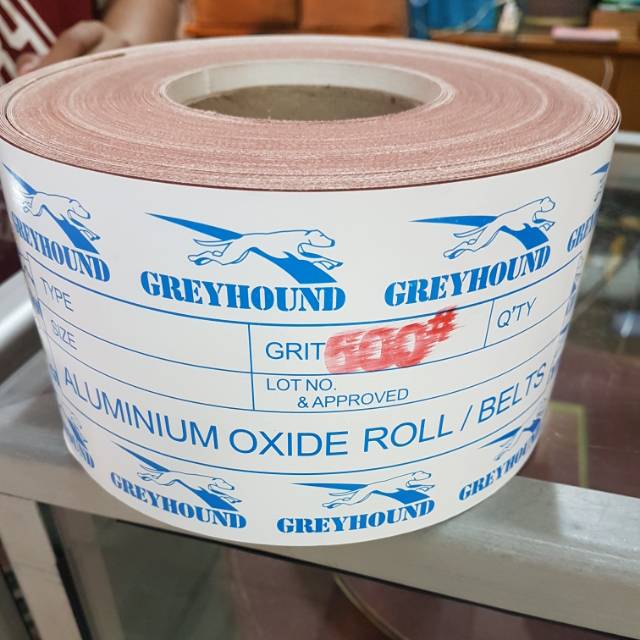 GREYHOUND
GREYHOUND
GREYHOUND
TYPE
SIZE
GRIT 600#
Q'TY
LOT NO.
& APPROVED
ALUMINIUM OXIDE ROLL / BELTS
GREYHOUND
GREYHOUND